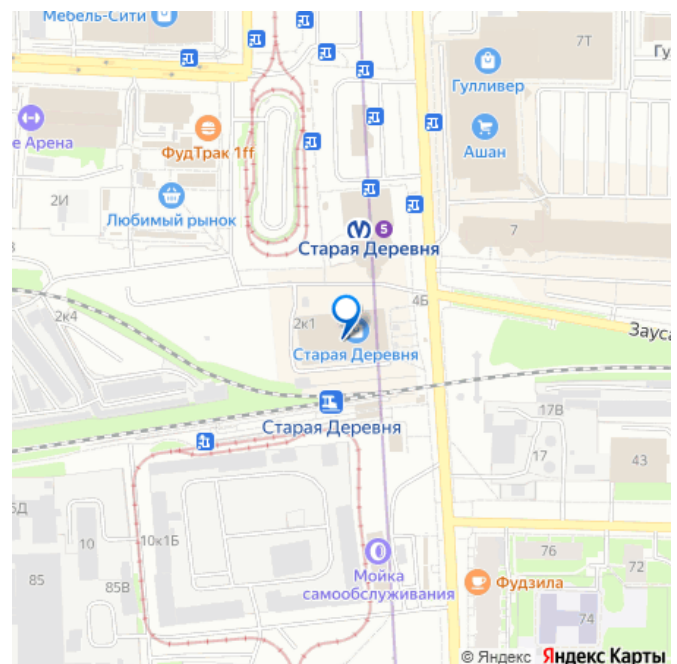 Мебель-Сити
7Т
Гу
Гулливер
е Арена
ФудТрак 1ff
Ашан
2И
Любимый рынок
5
7
Старая Деревня
3
4Б
2к4
2к1
Заус
Старая Деревня
Старая Деревня
17В
17
43
5Д
10
10к1Б
76
72
85
85В
Мойка
самообслуживания
Фудзила
74
© Яндекс Яндекс Карты